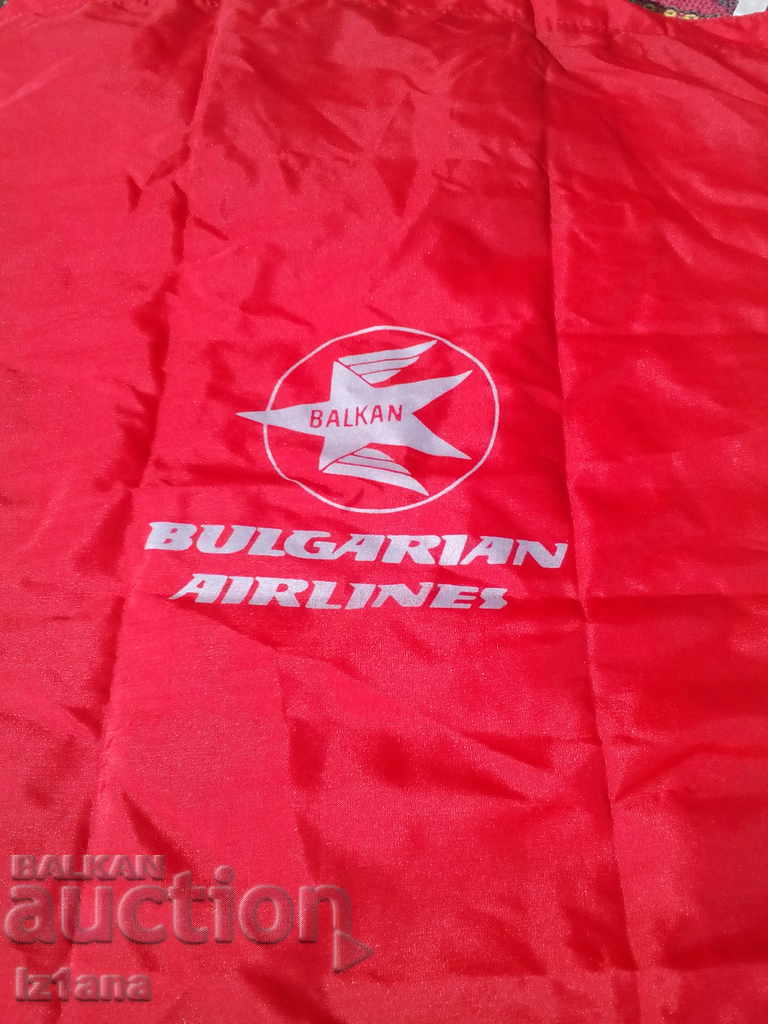 BALKAN
BULGARIAN
AIRLINES
BALKAN
auction
iz1ana